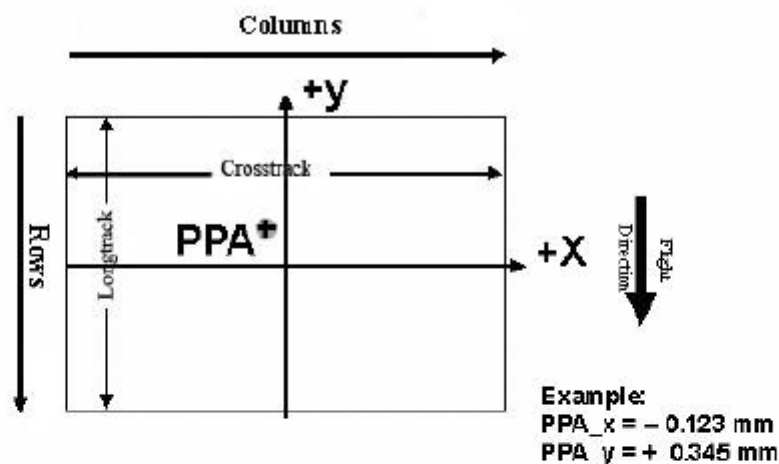 Columns
+y
Crosstrack
PPA+
Rows
Longtrack
+X
Flight
Direction
Example:
PPA_x = – 0.123 mm
PPA_y = + 0.345 mm